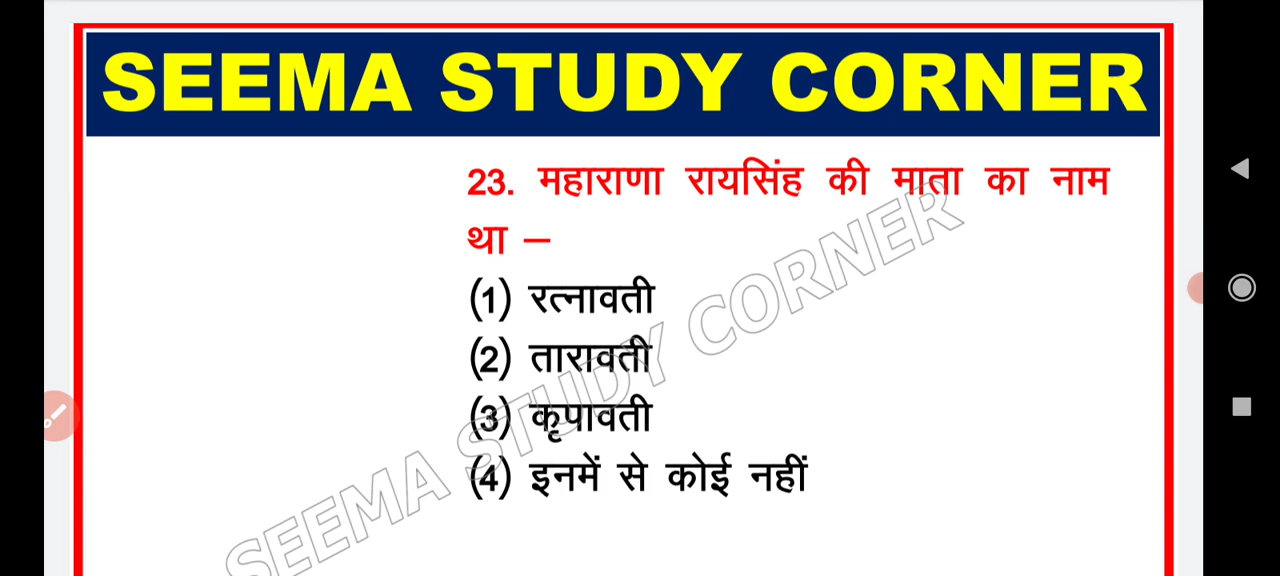 SEEMA STUDY CORNER
23. महाराणा रायसिंह की माता का नाम
था –
(1) रत्नावती
(2) तारावती
(3) कृपावती
(4) इनमें से कोई नहीं
SEEMA STUDY CORNER